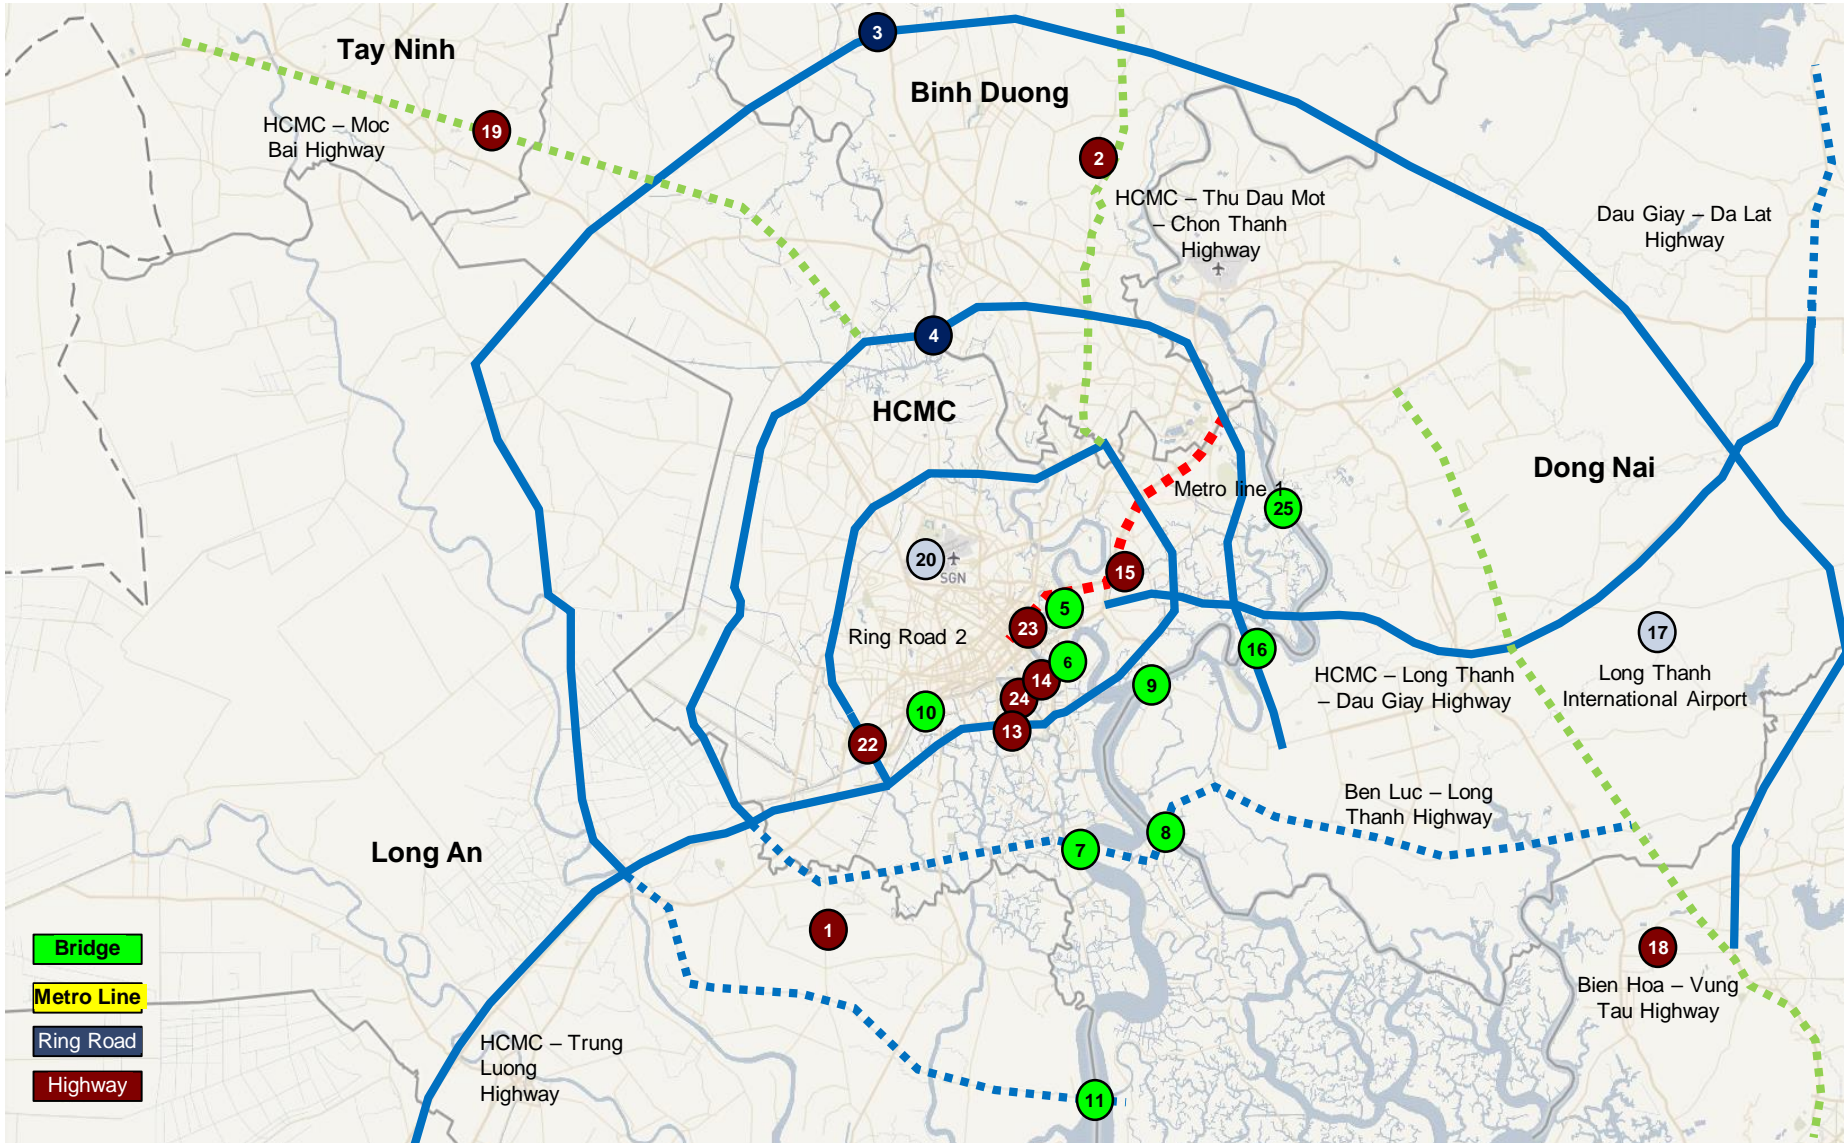 3
Tay Ninh
Binh Duong
HCMC – Moc
Bai Highway
19
2
HCMC – Thu Dau Mot
– Chon Thanh
Highway
Dau Giay – Da Lat
Highway
4
HCMC
Dong Nai
Metro line 1
25
20
SGN
15
5
23
Ring Road 2
17
16
6
Long Thanh
International Airport
HCMC – Long Thanh
– Dau Giay Highway
14
9
24
10
13
22
Ben Luc – Long
Thanh Highway
8
7
Long An
1
Bridge
18
Metro Line
Bien Hoa – Vung
Tau Highway
Ring Road
HCMC – Trung
Luong
Highway
Highway
11